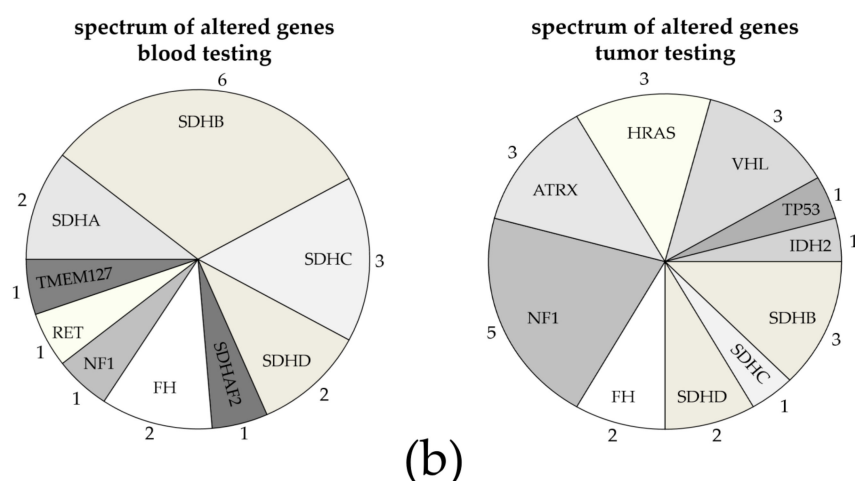 spectrum of altered genes
blood testing
6
SDHB
SDHC
3
SDHD
2
SDHAF2
1
FH
2
NF1
1
RET
1
TMEM127
1
SDHA
2
spectrum of altered genes
tumor testing
3
HRAS
VHL
3
TP53
1
IDH2
1
SDHB
3
SDHC
1
SDHD
2
FH
2
NF1
5
ATRX
3
(b)